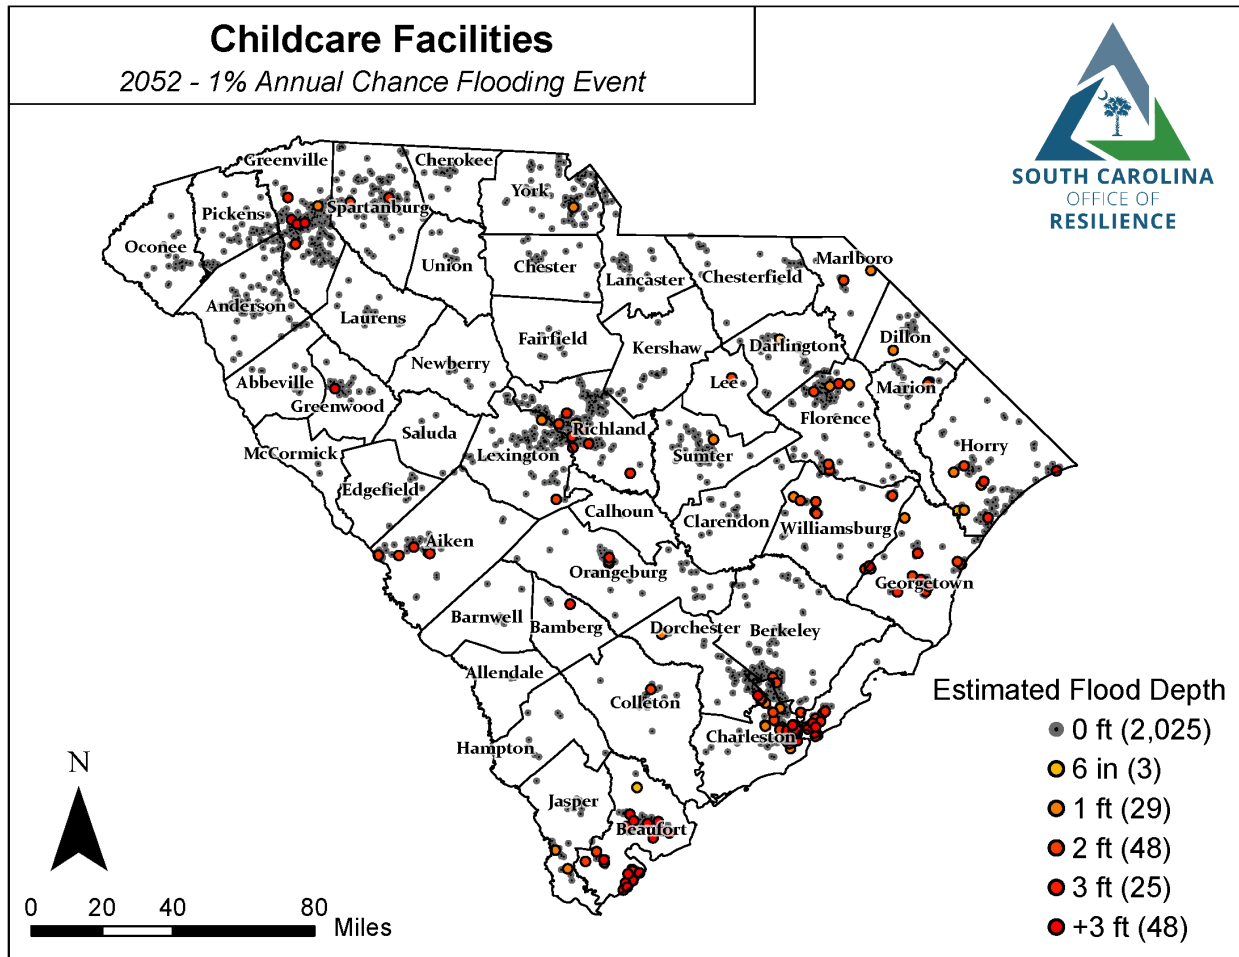 Childcare Facilities
2052 - 1% Annual Chance Flooding Event
SOUTH CAROLINA
OFFICE OF
RESILIENCE
Greenville
Cherokee
York
Pickens
Spartanburg
Oconee
Union
Chester
Lancaster
Chesterfield
Marlboro
Anderson
Laurens
Fairfield
Kershaw
Darlington
Dillon
Newberry
Abbeville
Greenwood
Lee
Marion
Saluda
Richland
Florence
McCormick
Lexington
Sumter
Horry
Edgefield
Calhoun
Clarendon
Williamsburg
Aiken
Orangeburg
Georgetown
Barnwell
Bamberg
Dorchester
Berkeley
Allendale
Colleton
Charleston
Hampton
Jasper
Beaufort
Estimated Flood Depth
0 ft (2,025)
6 in (3)
1 ft (29)
2 ft (48)
3 ft (25)
+3 ft (48)
N
0 20 40 80 Miles